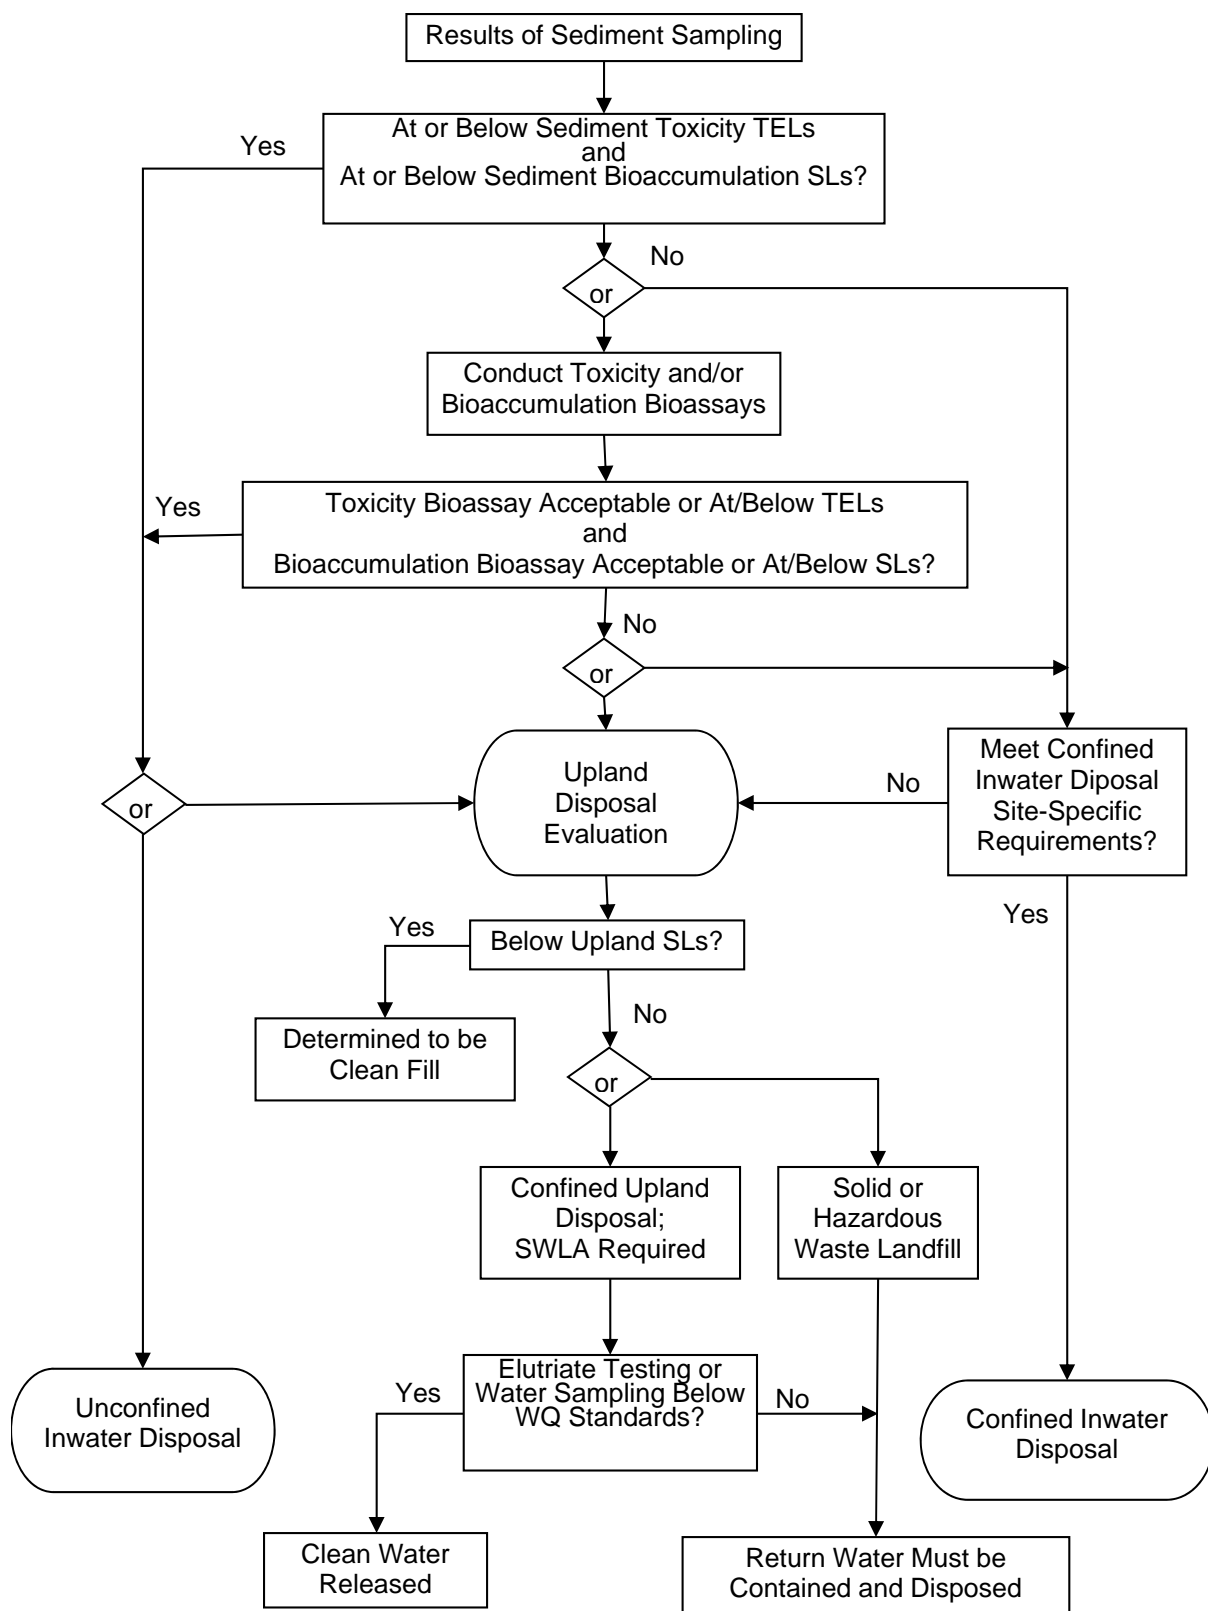 Results of Sediment Sampling
At or Below Sediment Toxicity TELs
and
At or Below Sediment Bioaccumulation SLs?
Yes
No
or
Conduct Toxicity and/or
Bioaccumulation Bioassays
Yes
Toxicity Bioassay Acceptable or At/Below TELs
and
Bioaccumulation Bioassay Acceptable or At/Below SLs?
No
or
Upland
Disposal
Evaluation
Meet Confined
Inwater Diposal
Site-Specific
Requirements?
No
or
Yes
Yes
Below Upland SLs?
No
Determined to be
Clean Fill
or
Confined Upland
Disposal;
SWLA Required
Solid or
Hazardous
Waste Landfill
Elutriate Testing or
Water Sampling Below
WQ Standards?
Yes
No
Unconfined
Inwater Disposal
Confined Inwater
Disposal
Clean Water
Released
Return Water Must be
Contained and Disposed